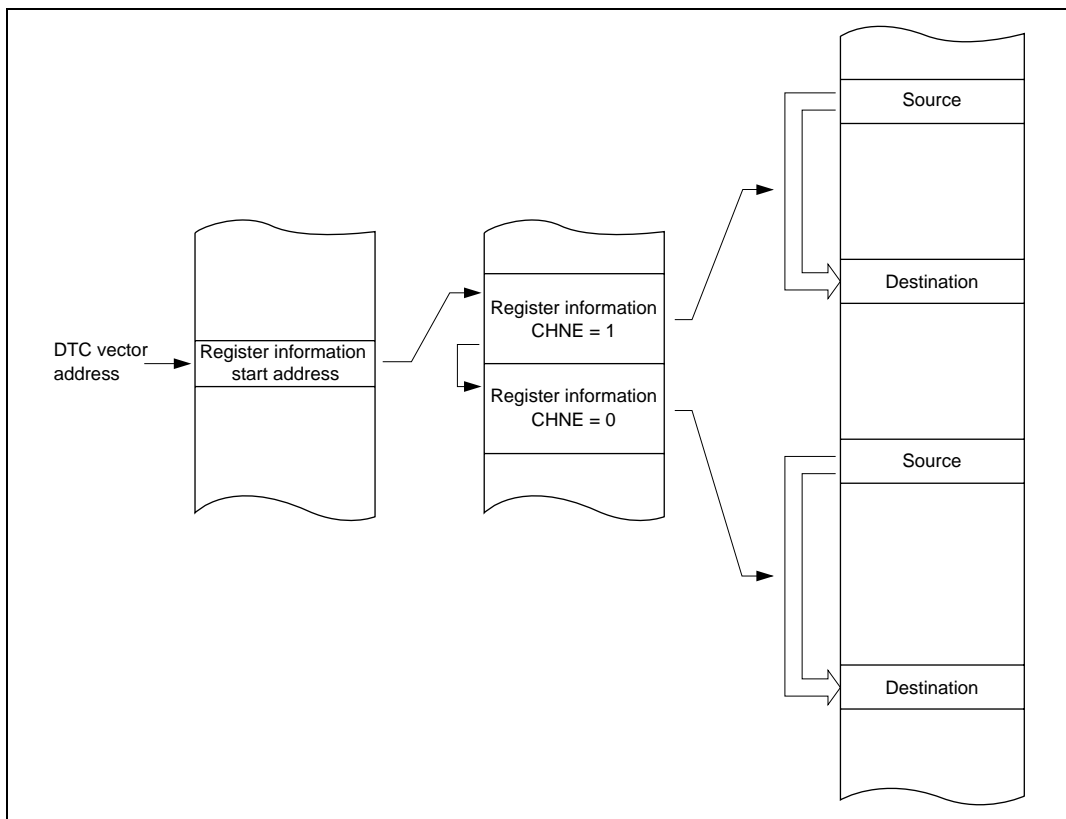 DTC vector
address
Register information
start address
Register information
CHNE = 1
Register information
CHNE = 0
Source
Destination
Source
Destination